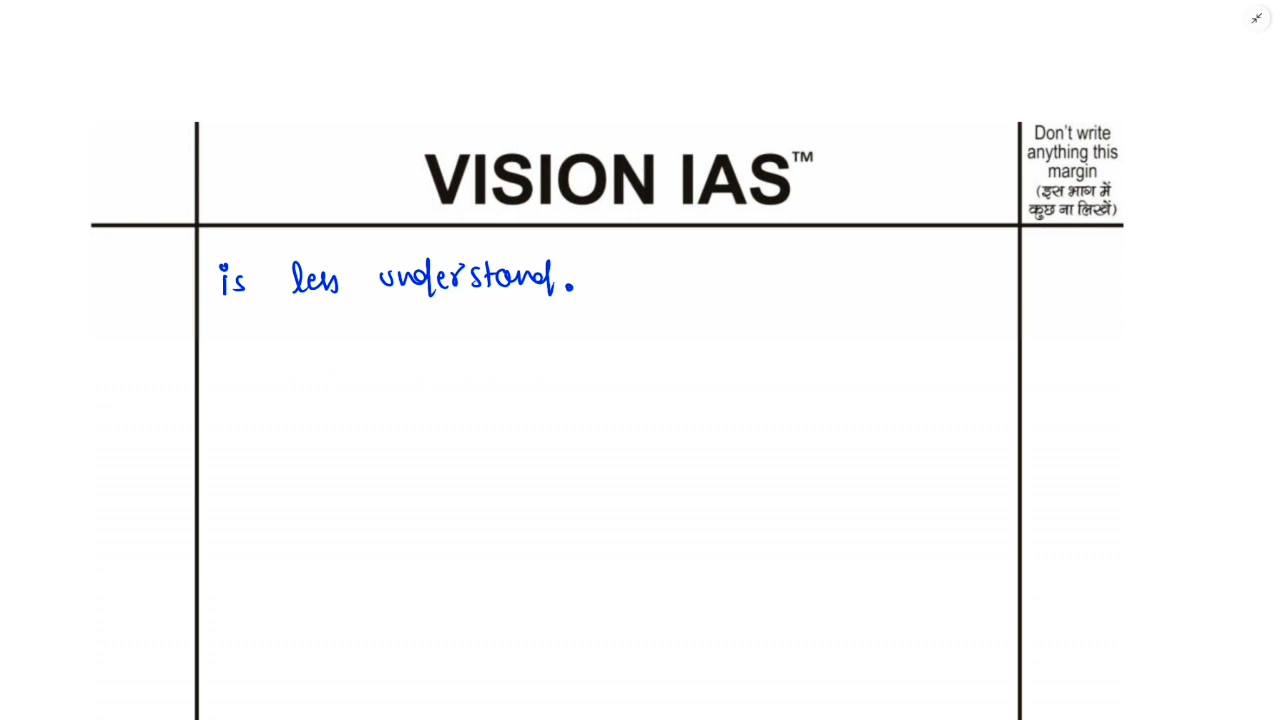 VISION IAS™
Don't write
anything this
margin
(इस भाग में
कुछ ना लिखें)
is less understand.